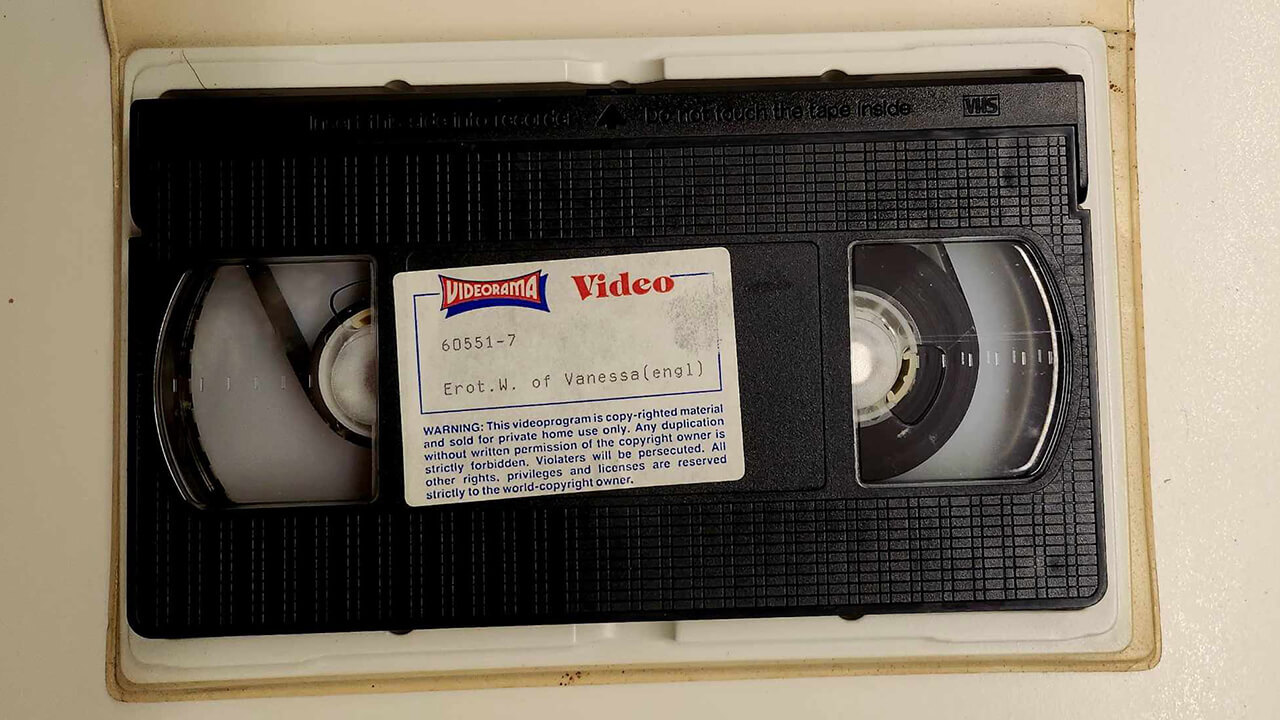 Insert this side into recorder Do not touch the tape inside VHS
VIDEORAMA Video
60551-7
Erot.W. of Vanessa(engl)
WARNING: This videoprogram is copy-righted material
and sold for private home use only. Any duplication
without written permission of the copyright owner is
strictly forbidden. Violaters will be persecuted. All
other rights, privileges and licenses are reserved
strictly to the world-copyright owner.